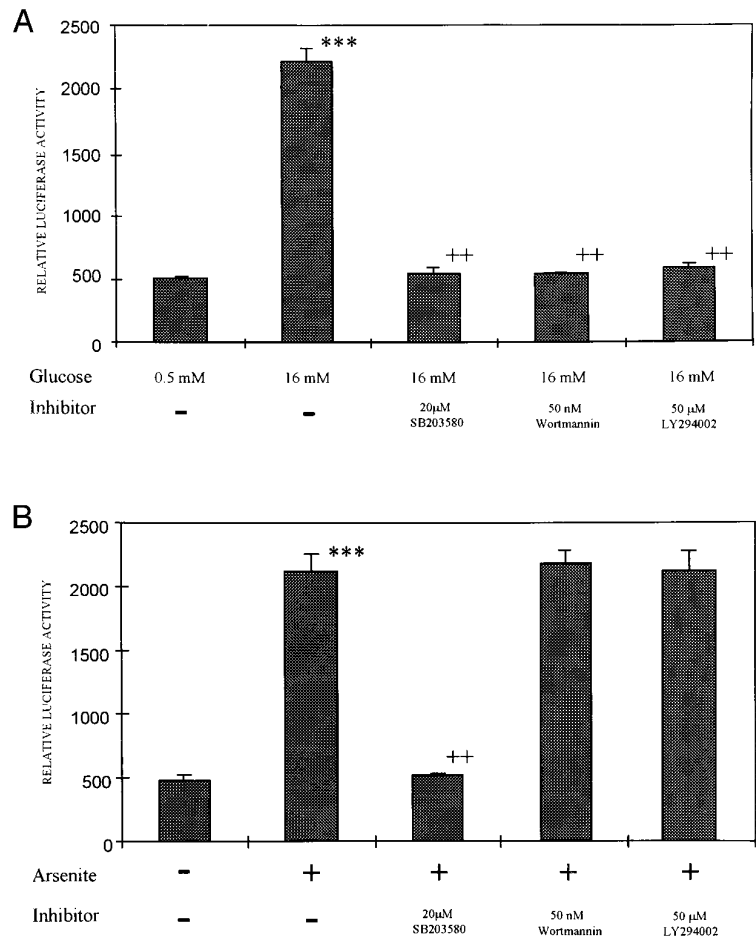 A
2500
***
2000
1500
1000
500
0
RELATIVE LUCIFERASE ACTIVITY
++ ++ ++
Glucose 0.5 mM 16 mM 16 mM 16 mM 16 mM
Inhibitor - - 20μM SB203580 50 nM Wortmannin 50 μM LY294002
B
2500
***
2000
1500
1000
500
0
RELATIVE LUCIFERASE ACTIVITY
++
Arsenite - + + + +
Inhibitor - - 20μM SB203580 50 nM Wortmannin 50 μM LY294002